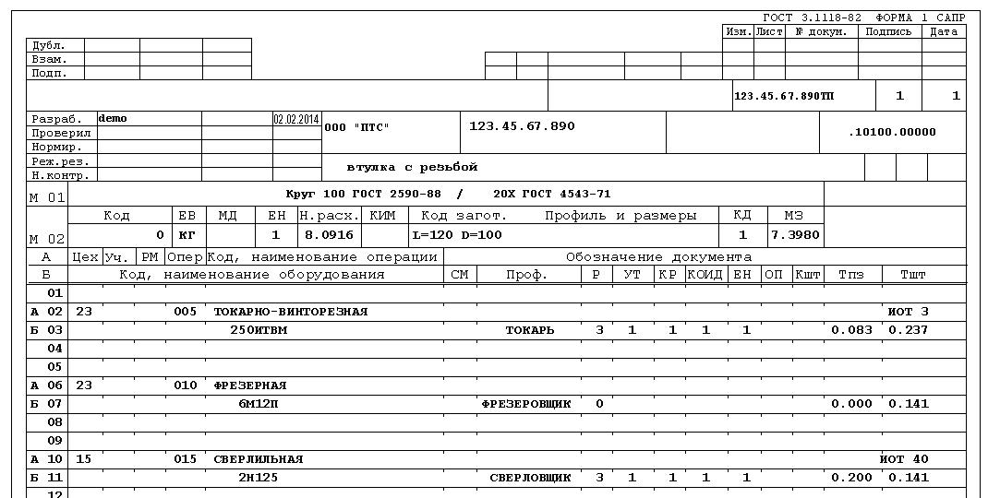 ГОСТ 3.1118-82 ФОРМА 1 САПР
Изм. Лист № докум. Подпись Дата
Дубл.
Взам.
Подп.
123.45.67.890ТП 1 1
Разраб. demo 02.02.2014
Проверил ООО "ПТС" 123.45.67.890 .10100.00000
Нормир.
Реж.рез. втулка с резьбой
Н.контр.
М 01 Круг 100 ГОСТ 2590-88 / 20Х ГОСТ 4543-71
Код ЕВ МД ЕН Н.расх. КИМ Код загот. Профиль и размеры КД МЗ
М 02 0 КГ 1 8.0916 L=120 D=100 1 7.3980
А Цех Уч. РМ Опер Код, наименование операции Обозначение документа
Б Код, наименование оборудования СМ Проф. Р УТ КР КОИД ЕН ОП Кшт Тпз Тшт
01
А 02 23 005 ТОКАРНО-ВИНТОРЕЗНАЯ ИОТ 3
Б 03 250ИТВМ ТОКАРЬ 3 1 1 1 1 0.083 0.237
04
05
А 06 23 010 ФРЕЗЕРНАЯ
Б 07 6М12П ФРЕЗЕРОВЩИК 0 0.000 0.141
08
09
А 10 15 015 СВЕРЛИЛЬНАЯ ИОТ 40
Б 11 2Н125 СВЕРЛОВЩИК 3 1 1 1 1 0.200 0.141
12